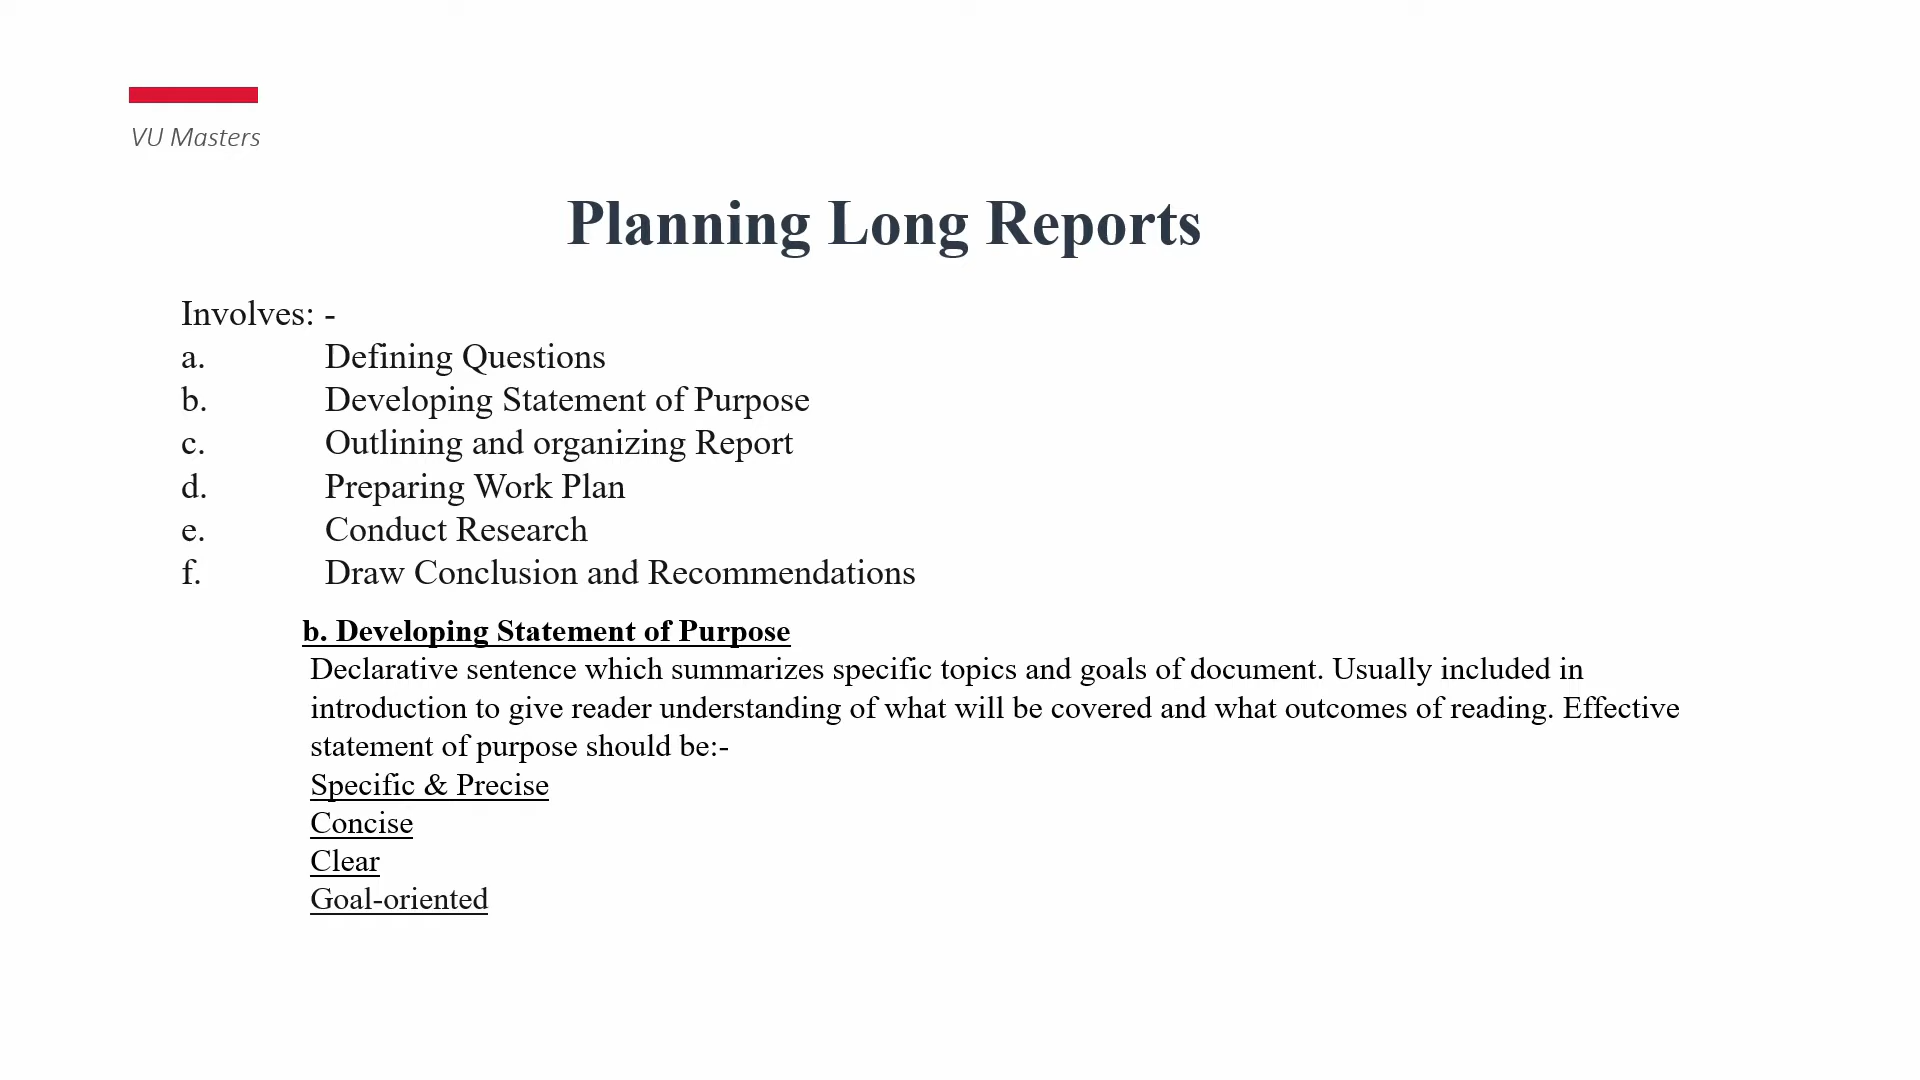 VU Masters
Planning Long Reports
Involves: -
a. Defining Questions
b. Developing Statement of Purpose
c. Outlining and organizing Report
d. Preparing Work Plan
e. Conduct Research
f. Draw Conclusion and Recommendations
b. Developing Statement of Purpose
Declarative sentence which summarizes specific topics and goals of document. Usually included in
introduction to give reader understanding of what will be covered and what outcomes of reading. Effective
statement of purpose should be:-
Specific & Precise
Concise
Clear
Goal-oriented